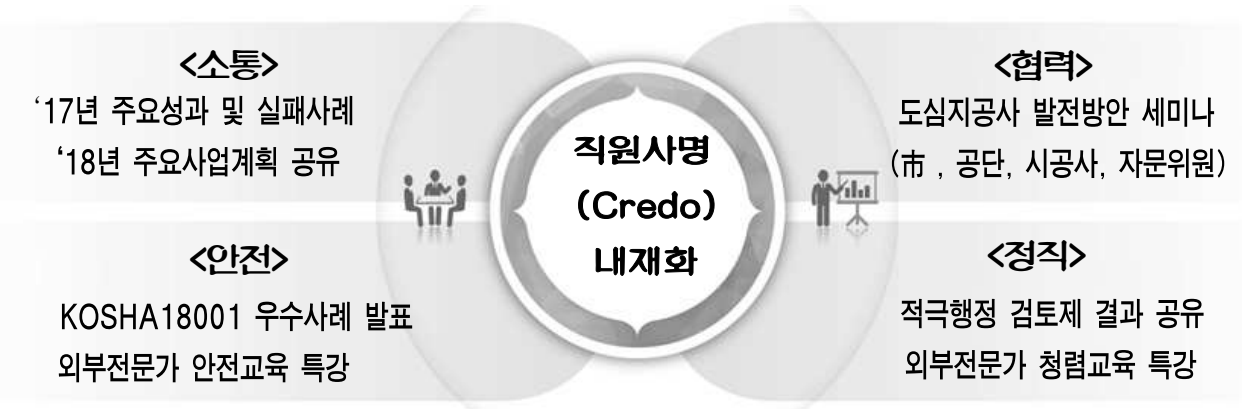 <소통>
‘17년 주요성과 및 실패사례
‘18년 주요사업계획 공유
<협력>
도심지공사 발전방안 세미나
(市 , 공단, 시공사, 자문위원)
직원사명
(Credo)
내재화
<안전>
KOSHA18001 우수사례 발표
외부전문가 안전교육 특강
<정직>
적극행정 검토제 결과 공유
외부전문가 청렴교육 특강